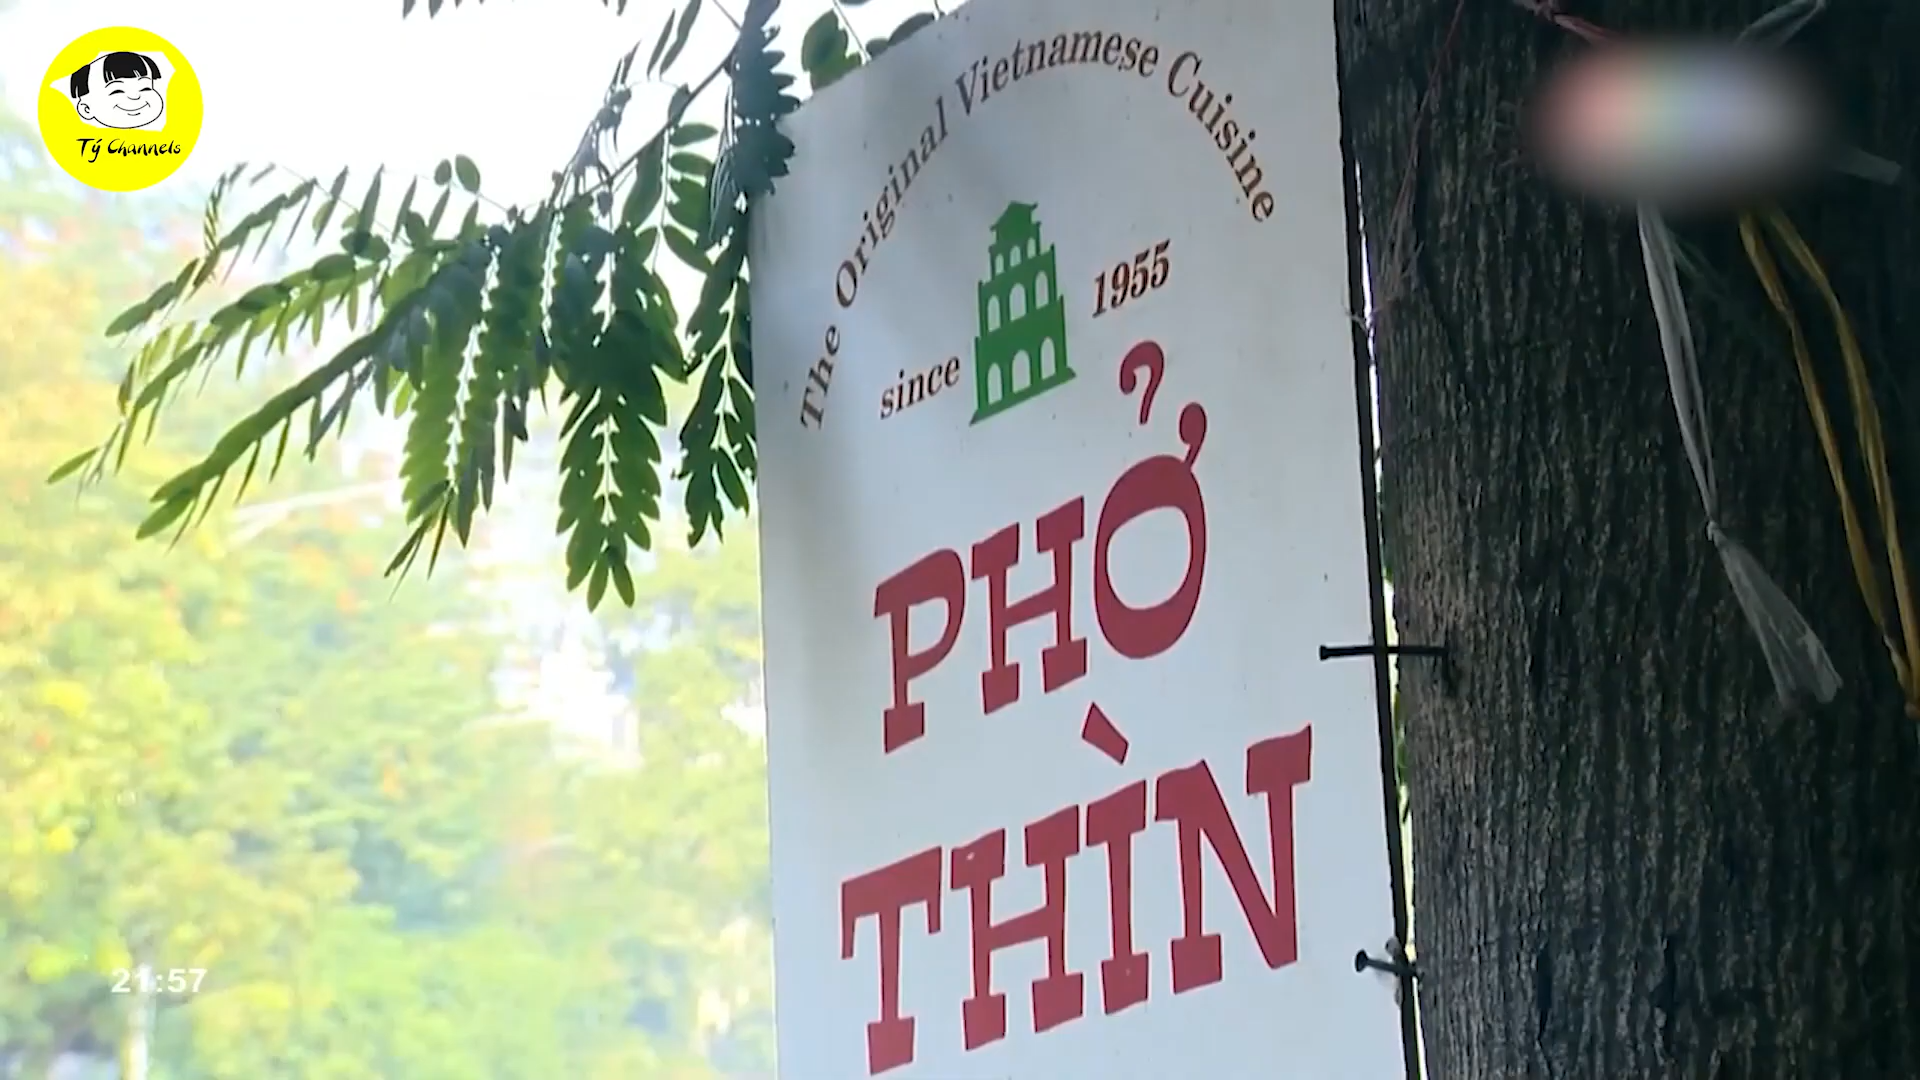 Tý Channels
The Original Vietnamese Cuisine
since 1955
PHỞ
THÌN
21:57